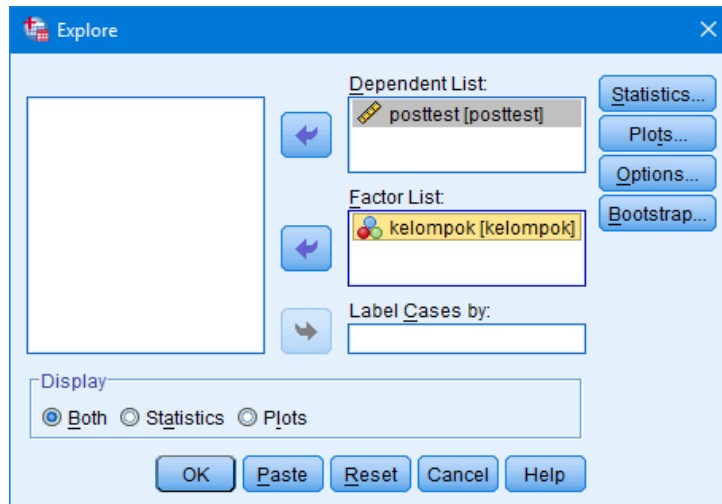 Explore
Dependent List:
posttest [posttest]
Statistics...
Plots...
Options...
Bootstrap...
Factor List:
kelompok [kelompok]
Label Cases by:
Display
Both Statistics Plots
OK Paste Reset Cancel Help